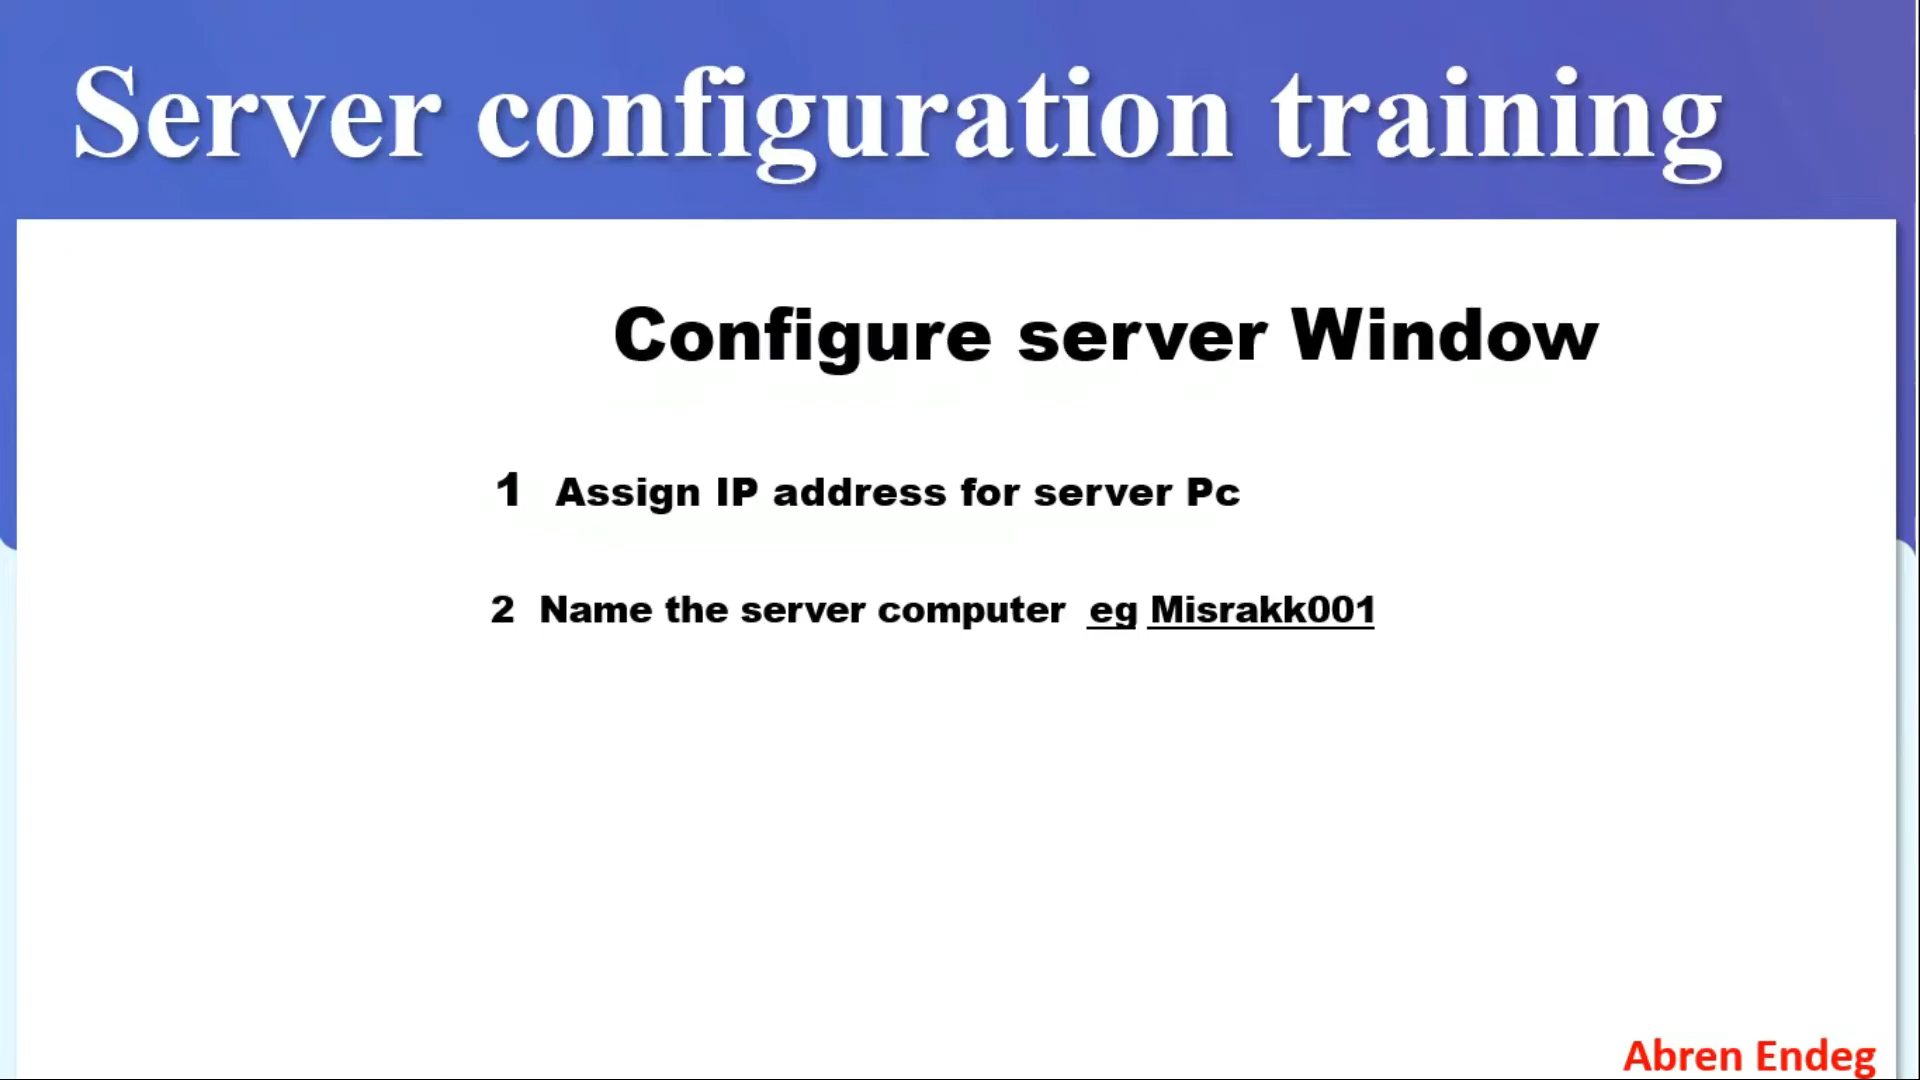 Server configuration training
Configure server Window
1 Assign IP address for server Pc
2 Name the server computer eg Misrakk001
Abren Endeg